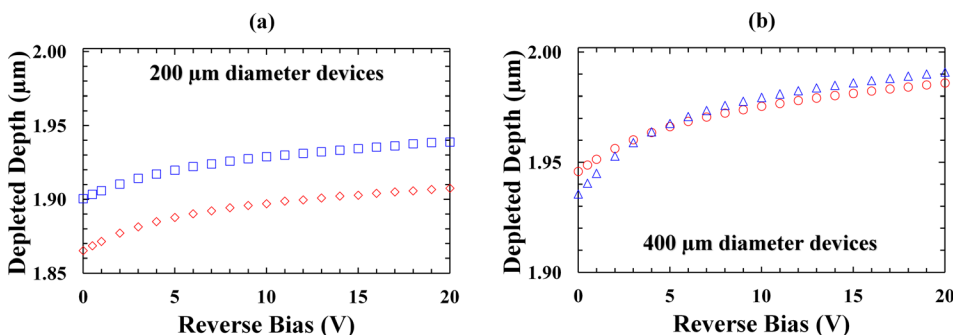 (a)
Depleted Depth (µm)
2.00
1.95
1.90
1.85
200 µm diameter devices
0 5 10 15 20
Reverse Bias (V)
(b)
Depleted Depth (µm)
2.00
1.95
1.90
400 µm diameter devices
0 5 10 15 20
Reverse Bias (V)